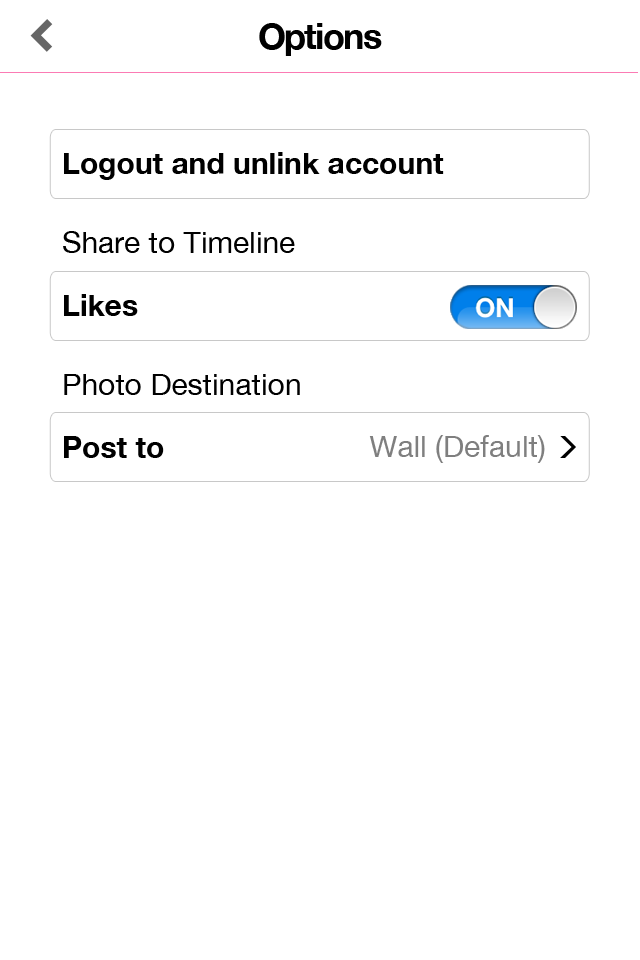 Options
Logout and unlink account
Share to Timeline
Likes ON
Photo Destination
Post to Wall (Default)